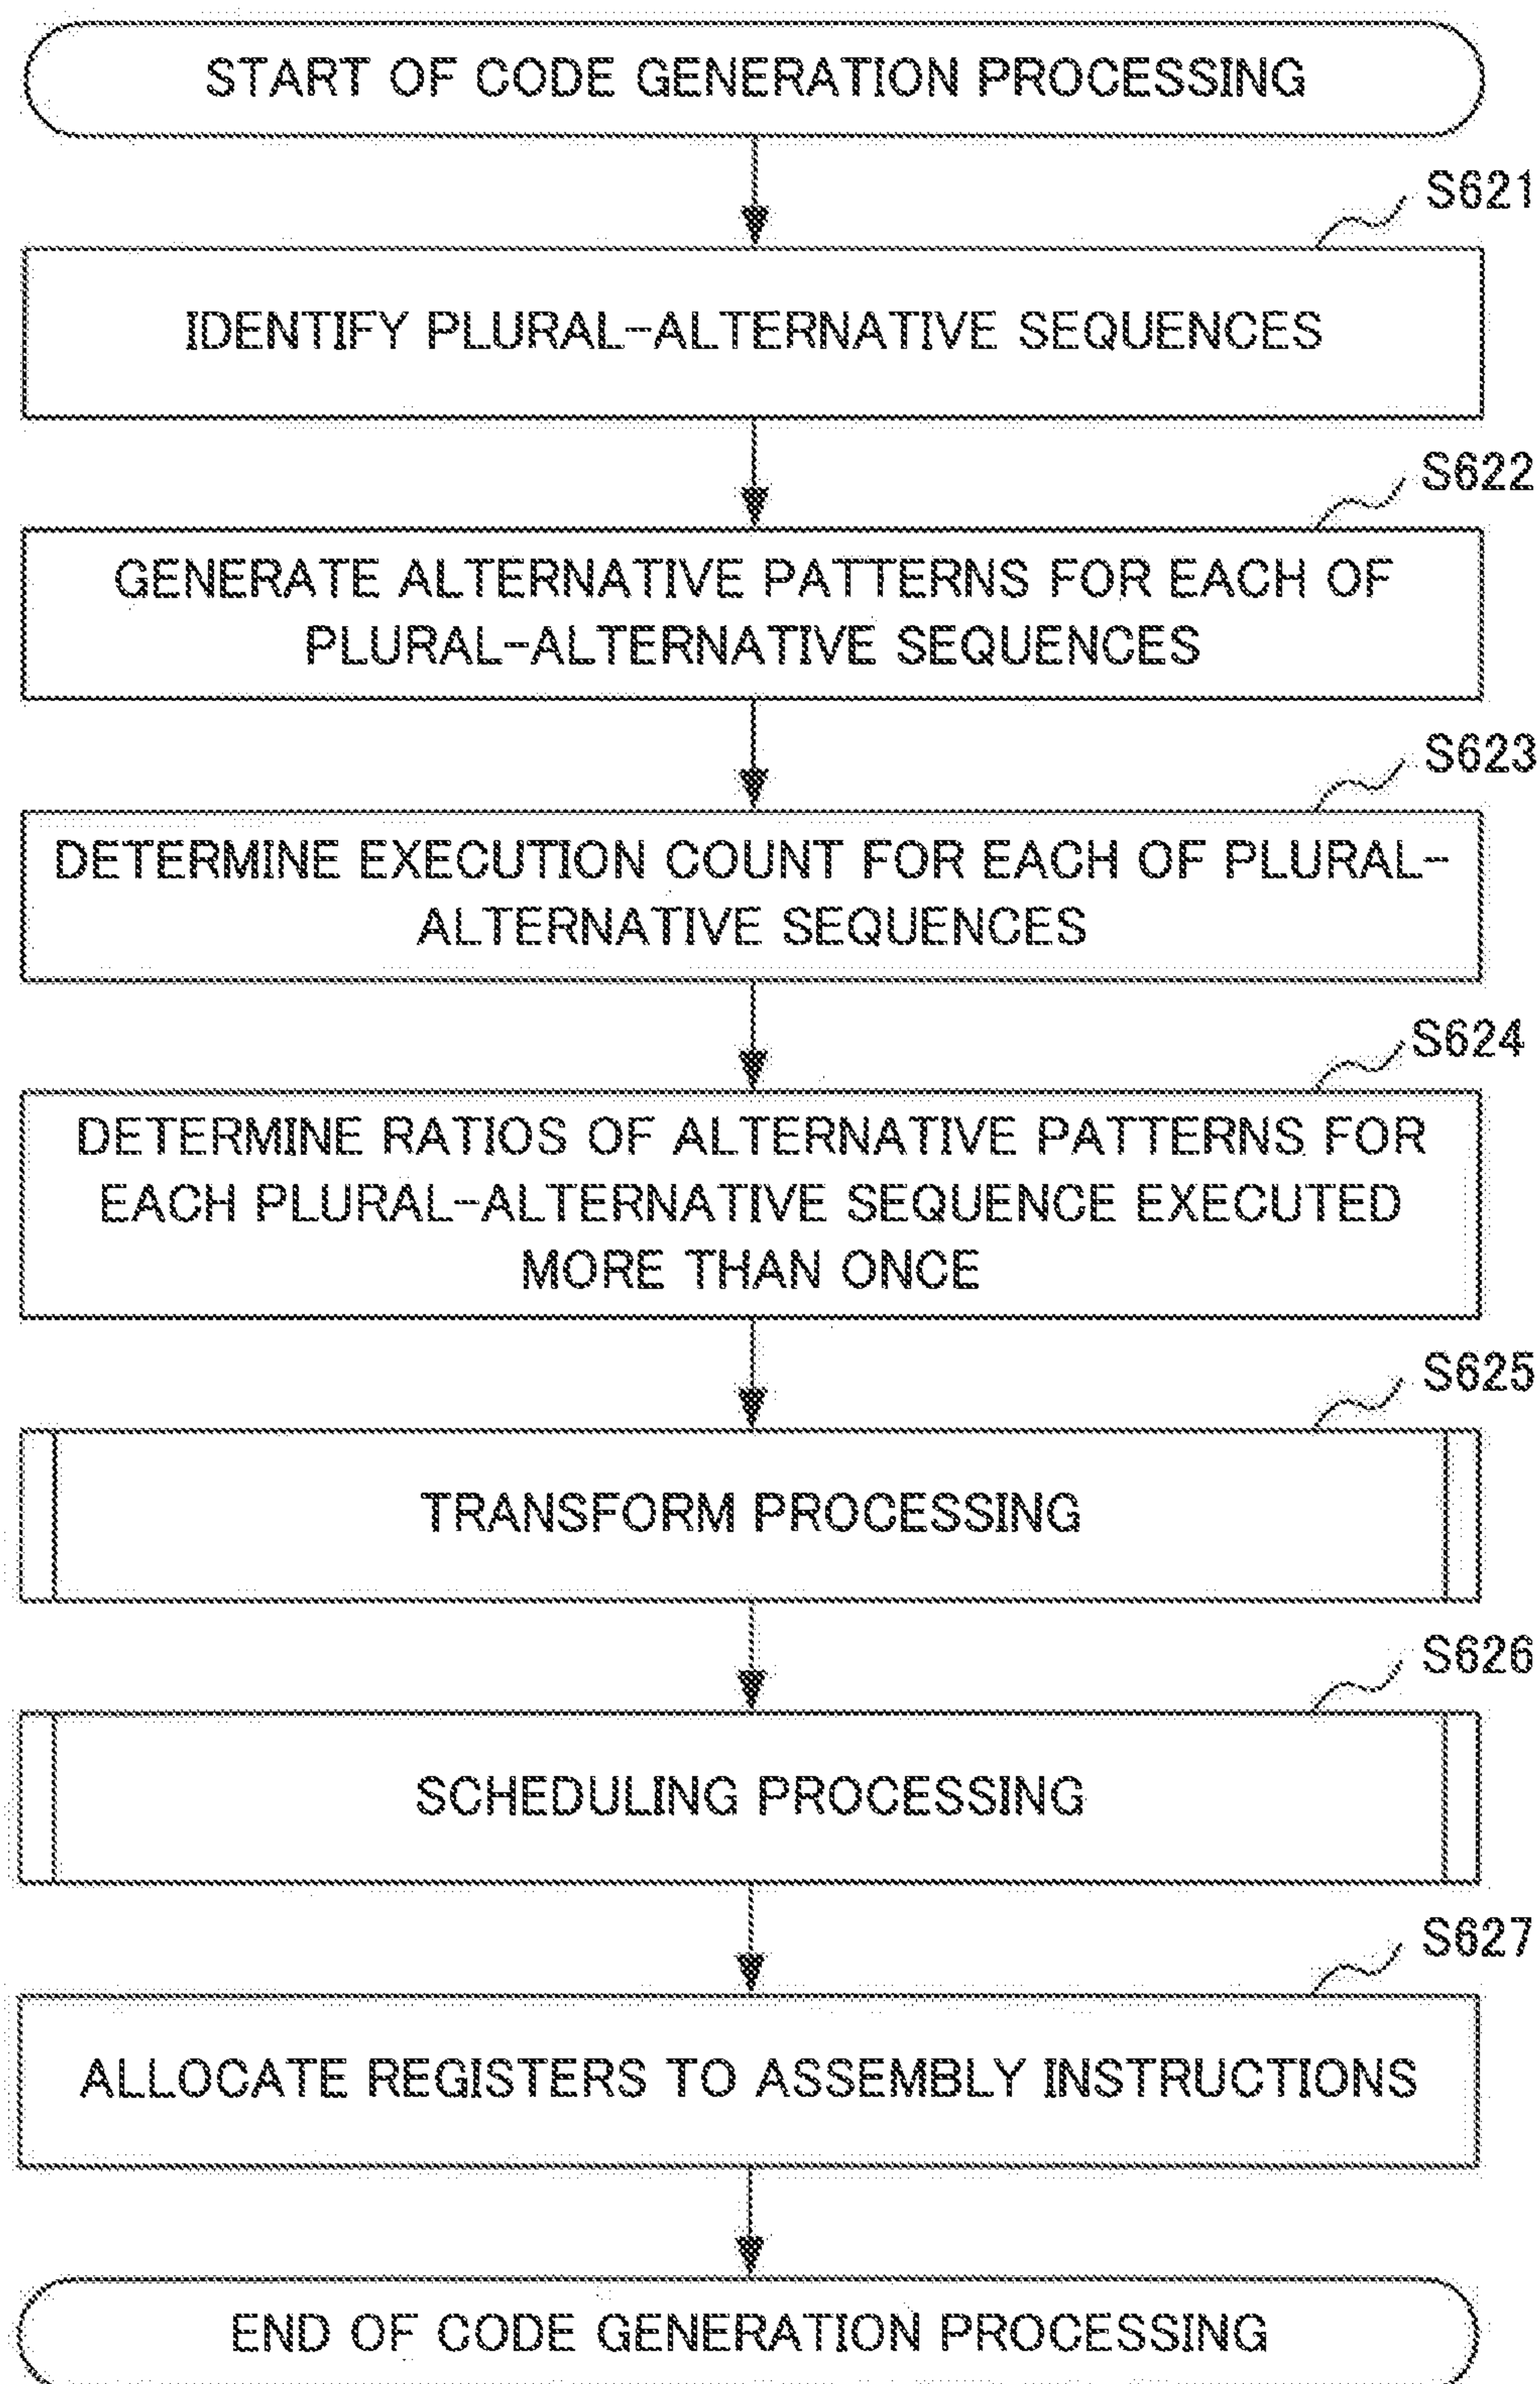 START OF CODE GENERATION PROCESSING
S621
IDENTIFY PLURAL-ALTERNATIVE SEQUENCES
S622
GENERATE ALTERNATIVE PATTERNS FOR EACH OF
PLURAL-ALTERNATIVE SEQUENCES
S623
DETERMINE EXECUTION COUNT FOR EACH OF PLURAL-
ALTERNATIVE SEQUENCES
S624
DETERMINE RATIOS OF ALTERNATIVE PATTERNS FOR
EACH PLURAL-ALTERNATIVE SEQUENCE EXECUTED
MORE THAN ONCE
S625
TRANSFORM PROCESSING
S626
SCHEDULING PROCESSING
S627
ALLOCATE REGISTERS TO ASSEMBLY INSTRUCTIONS
END OF CODE GENERATION PROCESSING